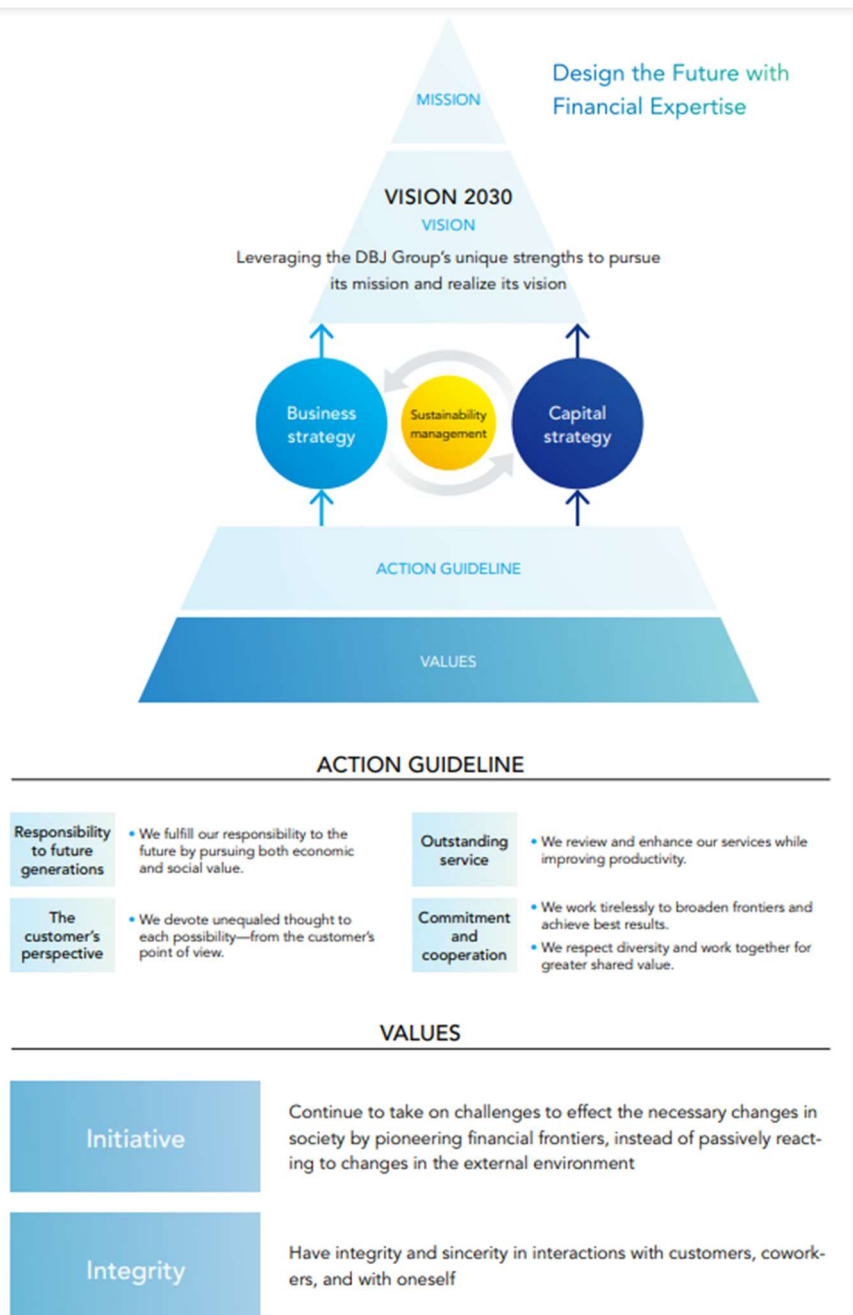 MISSION
Design the Future with
Financial Expertise
VISION 2030
VISION
Leveraging the DBJ Group's unique strengths to pursue
its mission and realize its vision
Business
strategy
Sustainability
management
Capital
strategy
ACTION GUIDELINE
VALUES
ACTION GUIDELINE
Responsibility
to future
generations
• We fulfill our responsibility to the
future by pursuing both economic
and social value.
The
customer's
perspective
• We devote unequaled thought to
each possibility—from the customer's
point of view.
Outstanding
service
• We review and enhance our services while
improving productivity.
Commitment
and
cooperation
• We work tirelessly to broaden frontiers and
achieve best results.
• We respect diversity and work together for
greater shared value.
VALUES
Initiative
Continue to take on challenges to effect the necessary changes in
society by pioneering financial frontiers, instead of passively react-
ing to changes in the external environment
Integrity
Have integrity and sincerity in interactions with customers, cowork-
ers, and with oneself